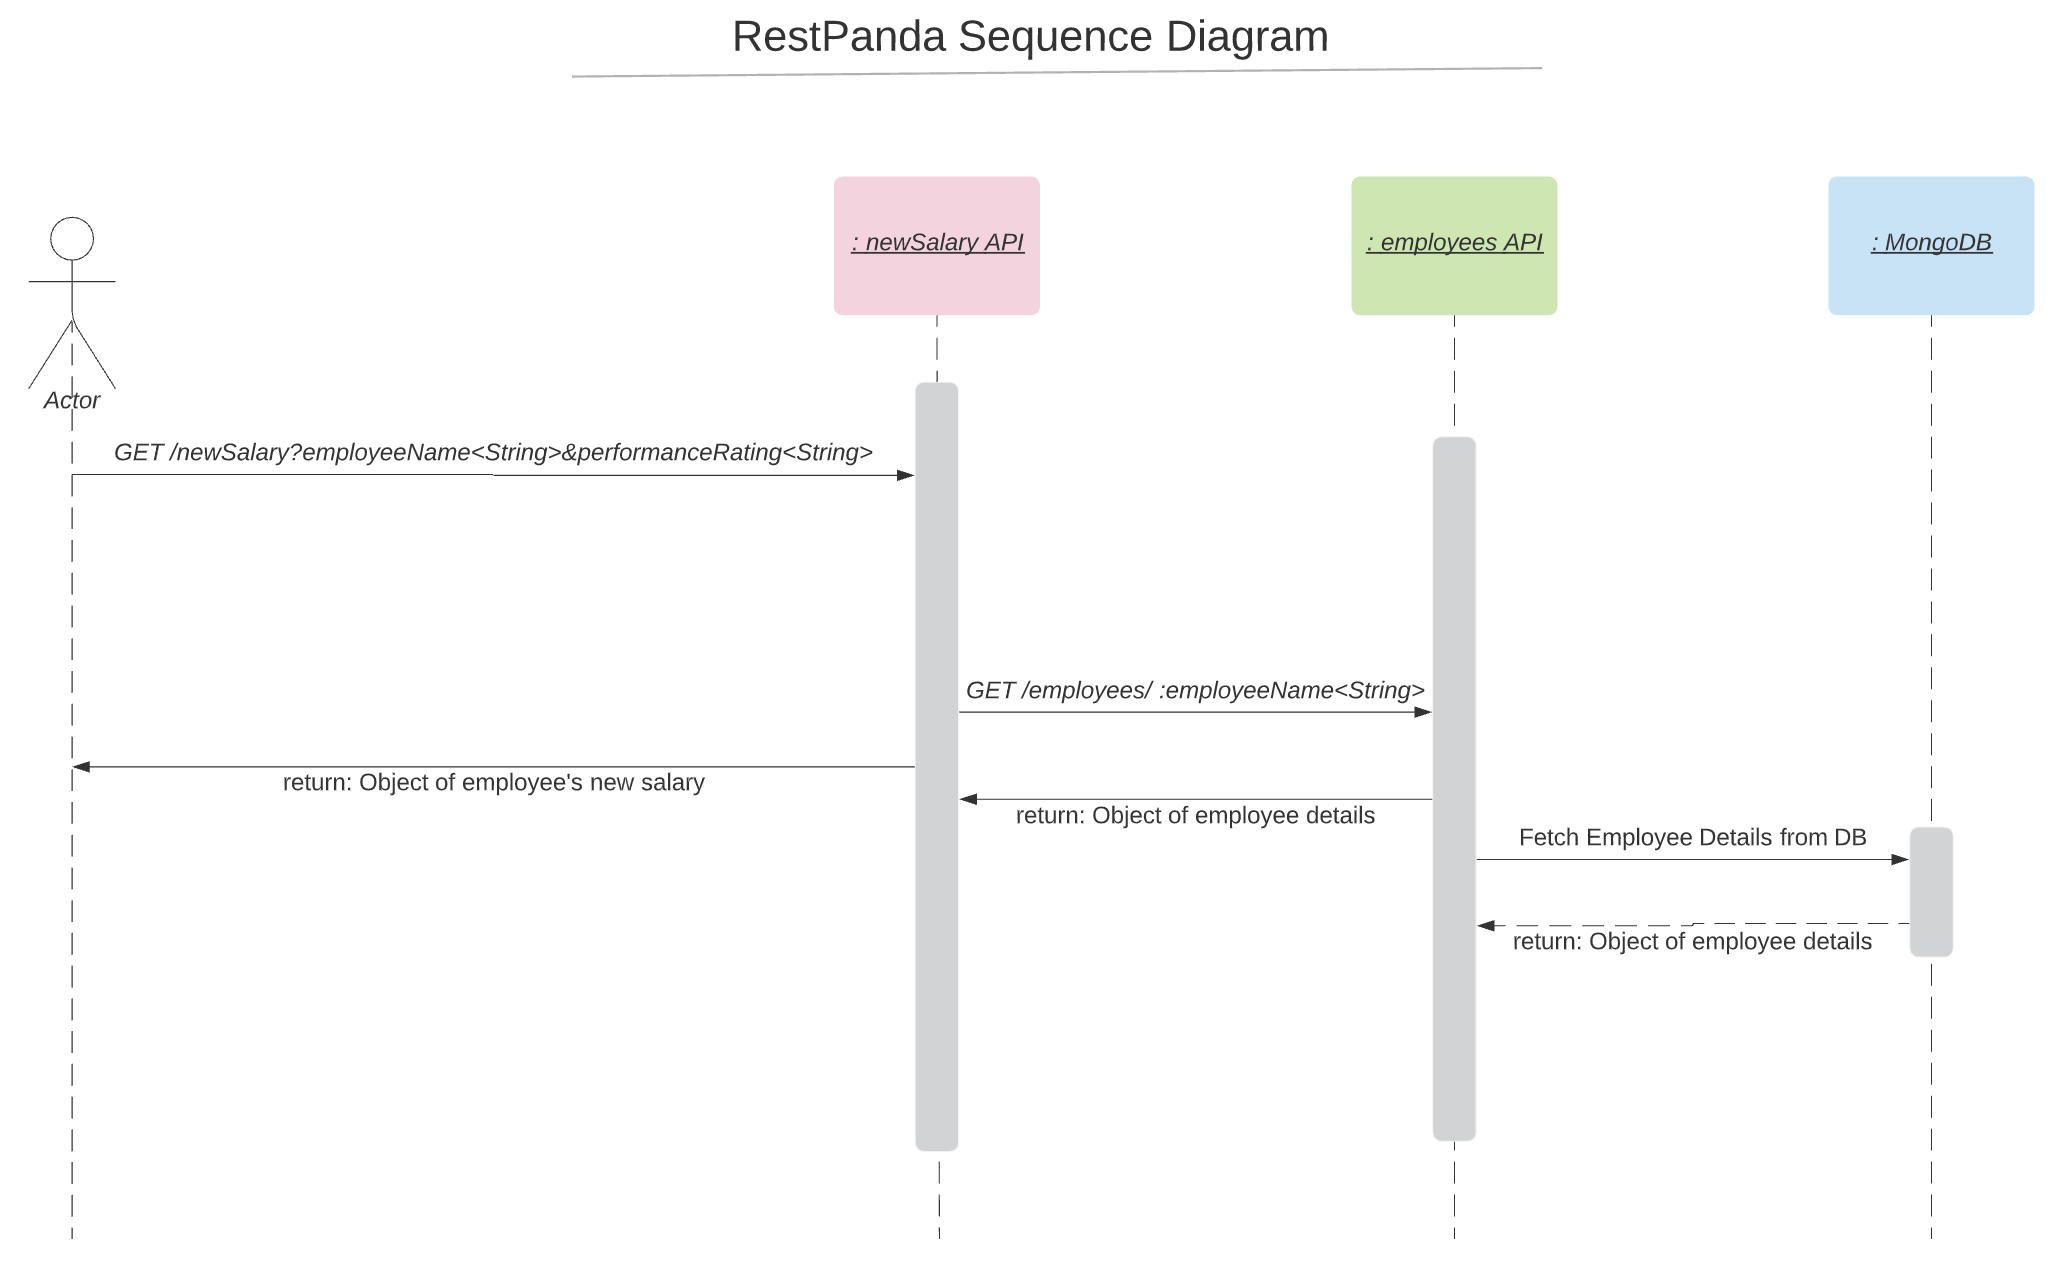 RestPanda Sequence Diagram
: newSalary API
: employees API
: MongoDB
Actor
GET /newSalary?employeeName<String>&performanceRating<String>
GET /employees/ :employeeName<String>
return: Object of employee's new salary
return: Object of employee details
Fetch Employee Details from DB
return: Object of employee details